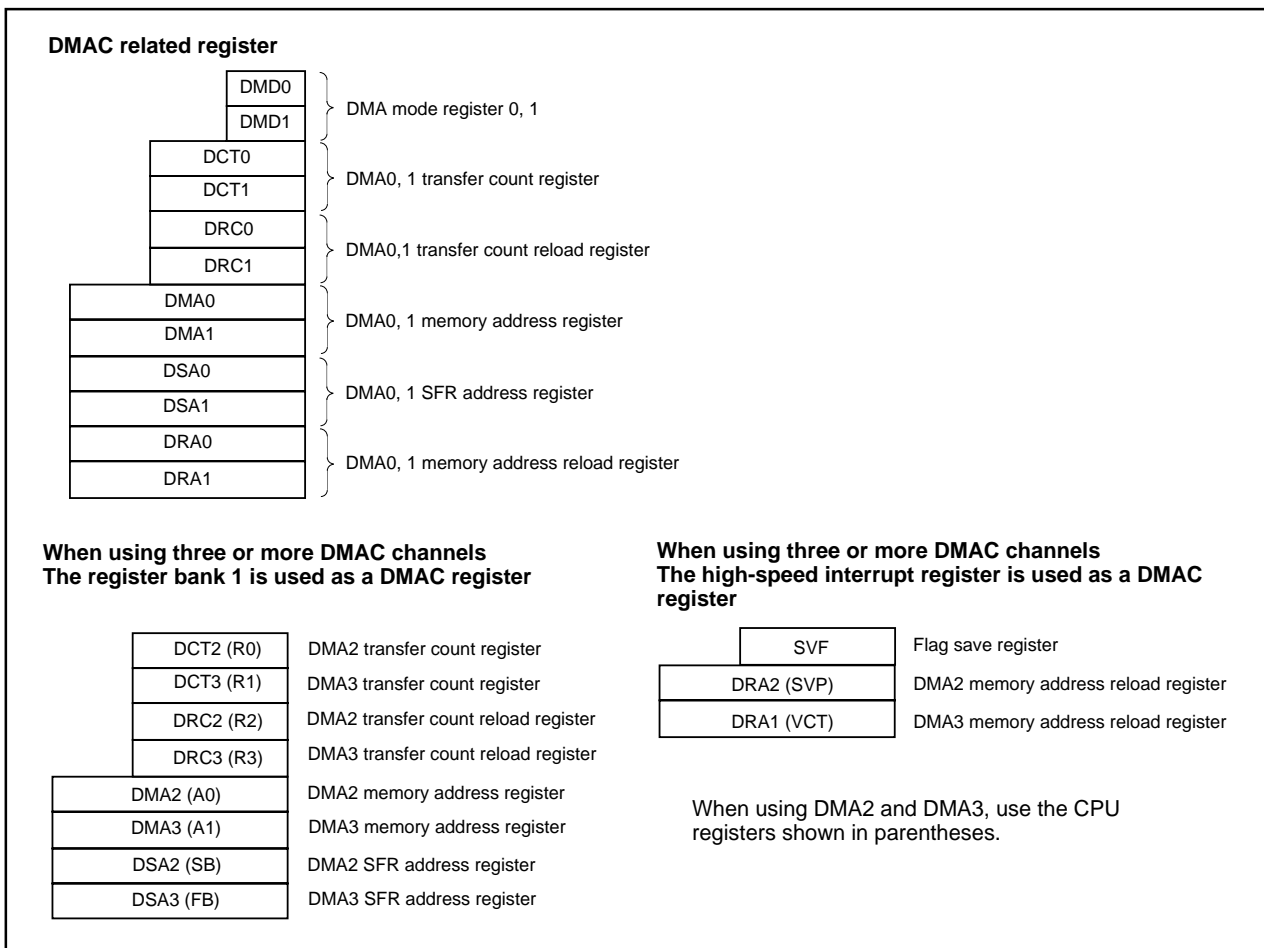 DMAC related register
DMD0
DMD1
DMA mode register 0, 1
DCT0
DCT1
DMA0, 1 transfer count register
DRC0
DRC1
DMA0,1 transfer count reload register
DMA0
DMA1
DMA0, 1 memory address register
DSA0
DSA1
DMA0, 1 SFR address register
DRA0
DRA1
DMA0, 1 memory address reload register
When using three or more DMAC channels
The register bank 1 is used as a DMAC register
DCT2 (R0) DMA2 transfer count register
DCT3 (R1) DMA3 transfer count register
DRC2 (R2) DMA2 transfer count reload register
DRC3 (R3) DMA3 transfer count reload register
DMA2 (A0) DMA2 memory address register
DMA3 (A1) DMA3 memory address register
DSA2 (SB) DMA2 SFR address register
DSA3 (FB) DMA3 SFR address register
When using three or more DMAC channels
The high-speed interrupt register is used as a DMAC
register
SVF Flag save register
DRA2 (SVP) DMA2 memory address reload register
DRA1 (VCT) DMA3 memory address reload register
When using DMA2 and DMA3, use the CPU
registers shown in parentheses.